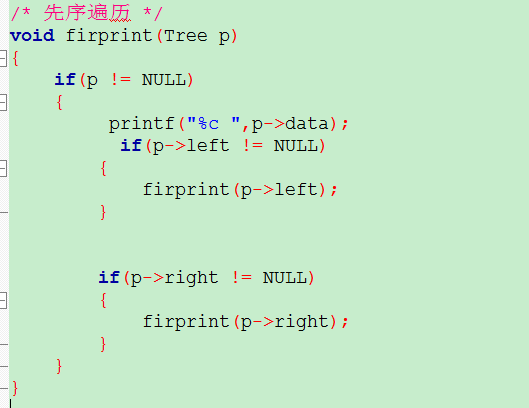 /* 先序遍历 */
void firprint(Tree p)
{
if(p != NULL)
{
printf("%c ",p->data);
if(p->left != NULL)
{
firprint(p->left);
}
if(p->right != NULL)
{
firprint(p->right);
}
}
}